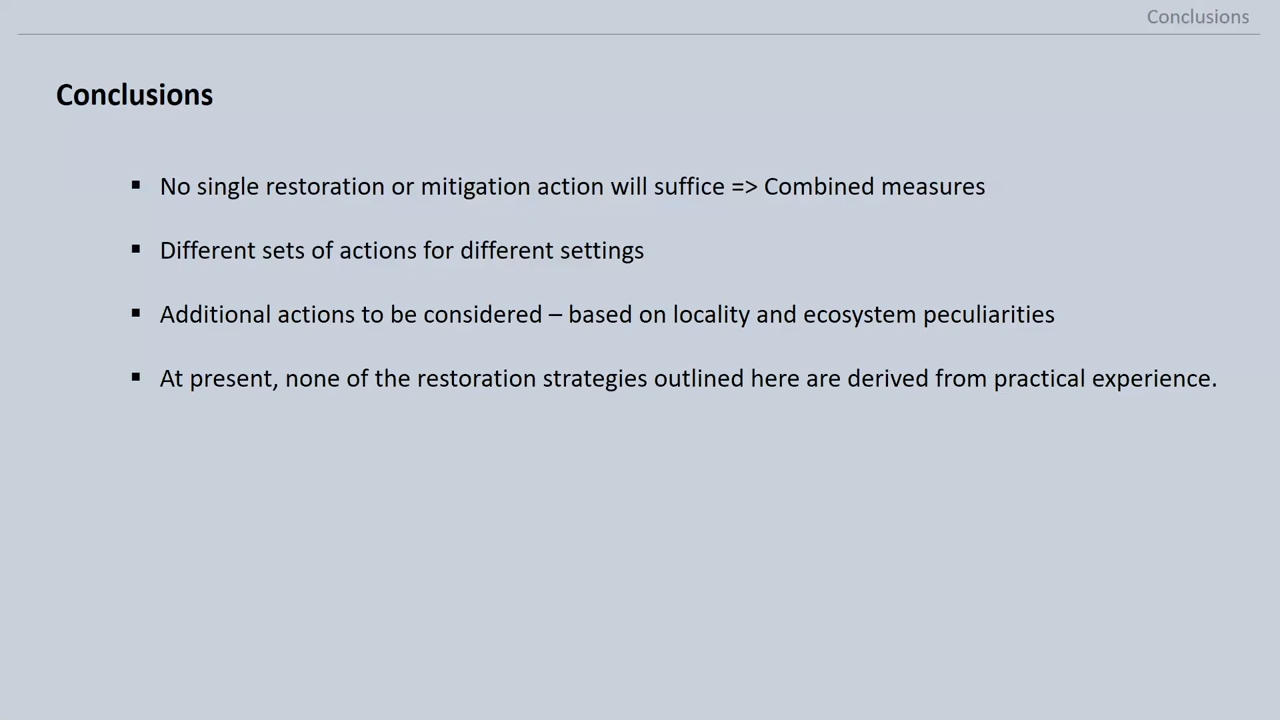 Conclusions
Conclusions
▪ No single restoration or mitigation action will suffice => Combined measures
▪ Different sets of actions for different settings
▪ Additional actions to be considered – based on locality and ecosystem peculiarities
▪ At present, none of the restoration strategies outlined here are derived from practical experience.